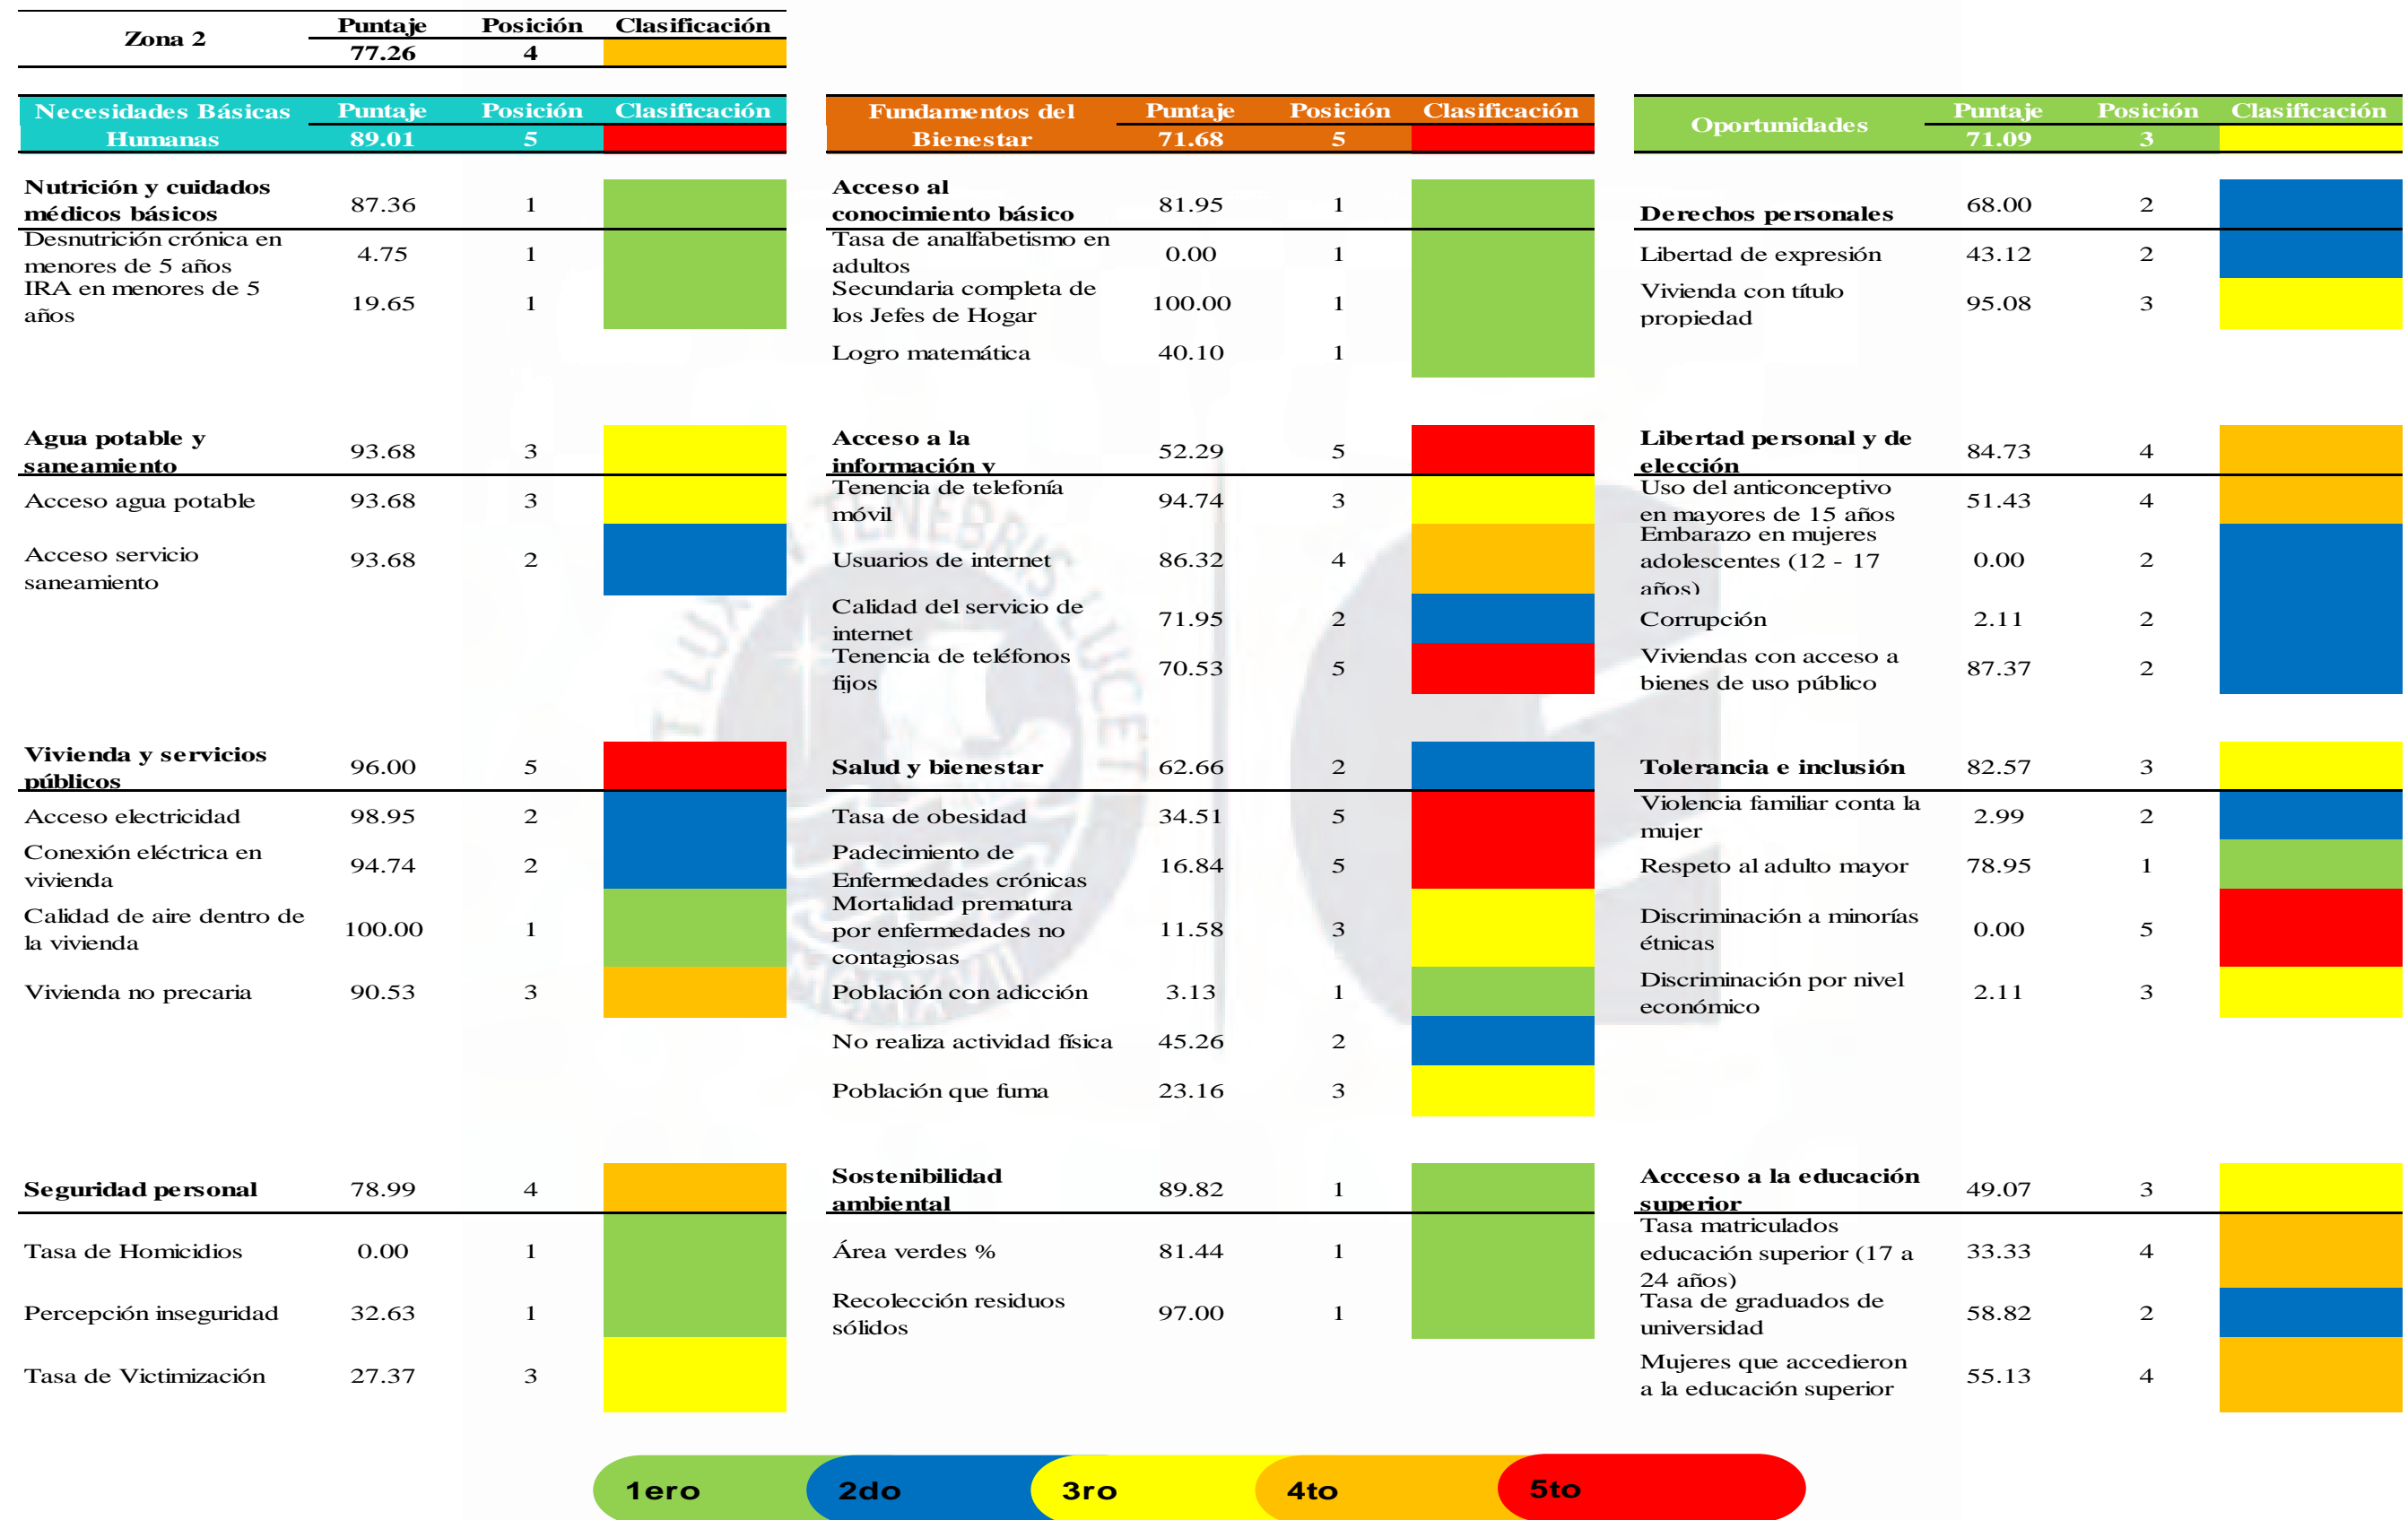 Zona 2 Puntaje Posición Clasificación
77.26 4
Necesidades Básicas Humanas Puntaje Posición Clasificación
89.01 5
Nutrición y cuidados
médicos básicos 87.36 1
Desnutrición crónica en
menores de 5 años 4.75 1
IRA en menores de 5
años 19.65 1
Agua potable y
saneamiento 93.68 3
Acceso agua potable 93.68 3
Acceso servicio
saneamiento 93.68 2
Vivienda y servicios
públicos 96.00 5
Acceso electricidad 98.95 2
Conexión eléctrica en
vivienda 94.74 2
Calidad de aire dentro de
la vivienda 100.00 1
Vivienda no precaria 90.53 3
Seguridad personal 78.99 4
Tasa de Homicidios 0.00 1
Percepción inseguridad 32.63 1
Tasa de Victimización 27.37 3
Fundamentos del Bienestar Puntaje Posición Clasificación
71.68 5
Acceso al
conocimiento básico 81.95 1
Tasa de analfabetismo en
adultos 0.00 1
Secundaria completa de
los Jefes de Hogar 100.00 1
Logro matemática 40.10 1
Acceso a la
información y 52.29 5
Tenencia de telefonía
móvil 94.74 3
Usuarios de internet 86.32 4
Calidad del servicio de
internet 71.95 2
Tenencia de teléfonos
fijos 70.53 5
Salud y bienestar 62.66 2
Tasa de obesidad 34.51 5
Padecimiento de
Enfermedades crónicas 16.84 5
Mortalidad prematura
por enfermedades no
contagiosas 11.58 3
Población con adicción 3.13 1
No realiza actividad física 45.26 2
Población que fuma 23.16 3
Sostenibilidad
ambiental 89.82 1
Área verdes % 81.44 1
Recolección residuos
sólidos 97.00 1
Oportunidades Puntaje Posición Clasificación
71.09 3
Derechos personales 68.00 2
Libertad de expresión 43.12 2
Vivienda con título
propiedad 95.08 3
Libertad personal y de
elección 84.73 4
Uso del anticonceptivo
en mayores de 15 años 51.43 4
Embarazo en mujeres
adolescentes (12 - 17
años) 0.00 2
Corrupción 2.11 2
Viviendas con acceso a
bienes de uso público 87.37 2
Tolerancia e inclusión 82.57 3
Violencia familiar conta la
mujer 2.99 2
Respeto al adulto mayor 78.95 1
Discriminación a minorías
étnicas 0.00 5
Discriminación por nivel
económico 2.11 3
Accceso a la educación
superior 49.07 3
Tasa matriculados
educación superior (17 a
24 años) 33.33 4
Tasa de graduados de
universidad 58.82 2
Mujeres que accedieron
a la educación superior 55.13 4
1ero 2do 3ro 4to 5to